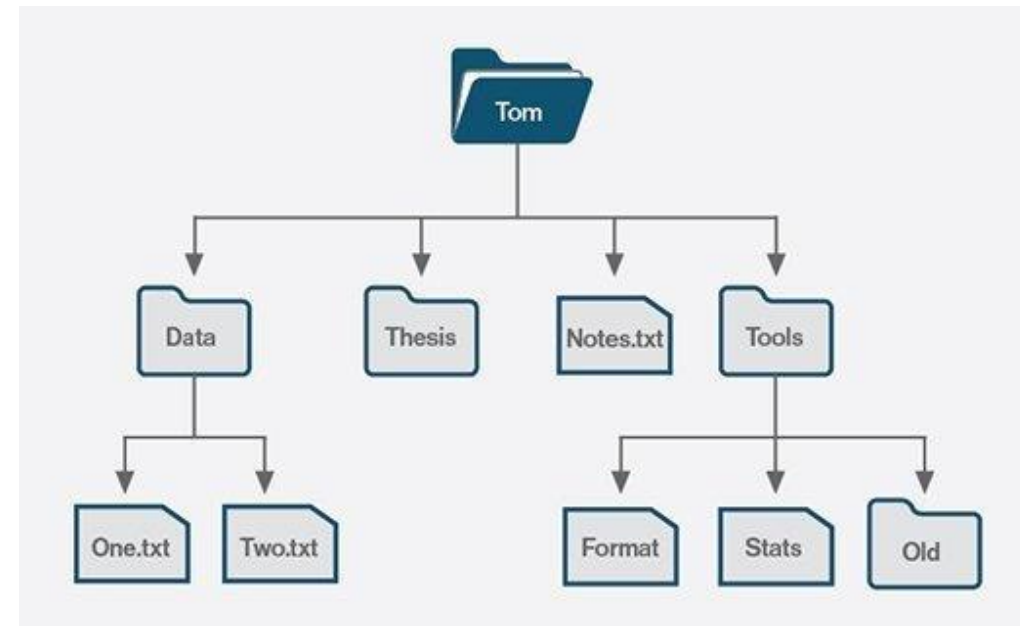 Tom
Data
Thesis
Notes.txt
Tools
One.txt
Two.txt
Format
Stats
Old